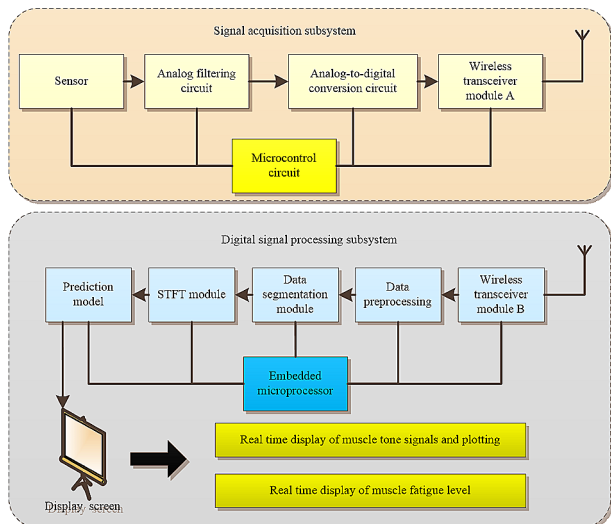 Signal acquisition subsystem
Sensor
Analog filtering
circuit
Analog-to-digital
conversion circuit
Wireless
transceiver
module A
Microcontrol
circuit
Digital signal processing subsystem
Prediction
model
STFT module
Data
segmentation
module
Data
preprocessing
Wireless
transceiver
module B
Embedded
microprocessor
Real time display of muscle tone signals and plotting
Real time display of muscle fatigue level
Display screen